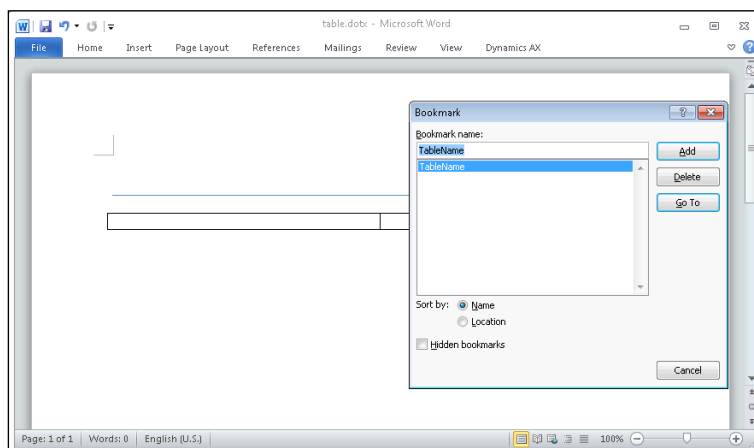 table.dotx - Microsoft Word
File Home Insert Page Layout References Mailings Review View Dynamics AX
Bookmark
Bookmark name:
TableName
Add
TableName
Delete
Go To
Sort by: Name
Location
Hidden bookmarks
Cancel
Page: 1 of 1 Words: 0 English (U.S.) 100%